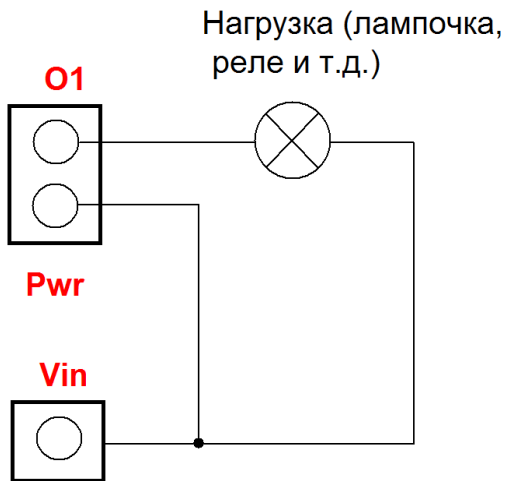 Нагрузка (лампочка,
реле и т.д.)
O1
Pwr
Vin